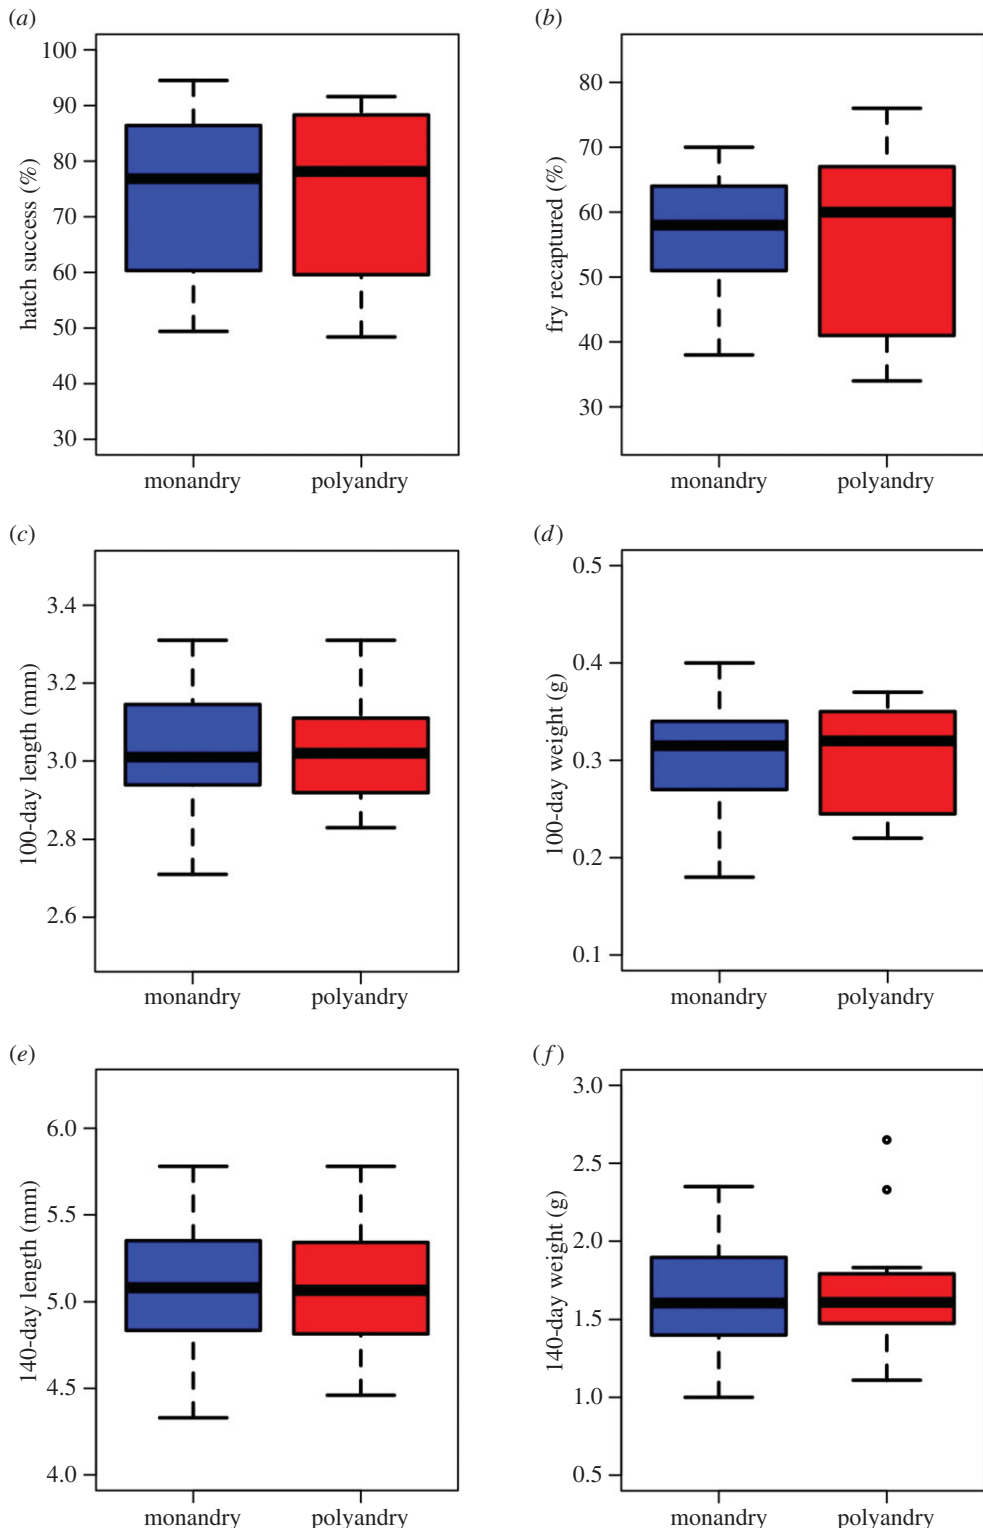 (a)
hatch success (%)
100
90
80
70
60
50
40
30
monandry
polyandry
(b)
fry recaptured (%)
80
70
60
50
40
30
monandry
polyandry
(c)
100-day length (mm)
3.4
3.2
3.0
2.8
2.6
monandry
polyandry
(d)
100-day weight (g)
0.5
0.4
0.3
0.2
0.1
monandry
polyandry
(e)
140-day length (mm)
6.0
5.5
5.0
4.5
4.0
monandry
polyandry
(f)
140-day weight (g)
3.0
2.5
2.0
1.5
1.0
0.5
monandry
polyandry